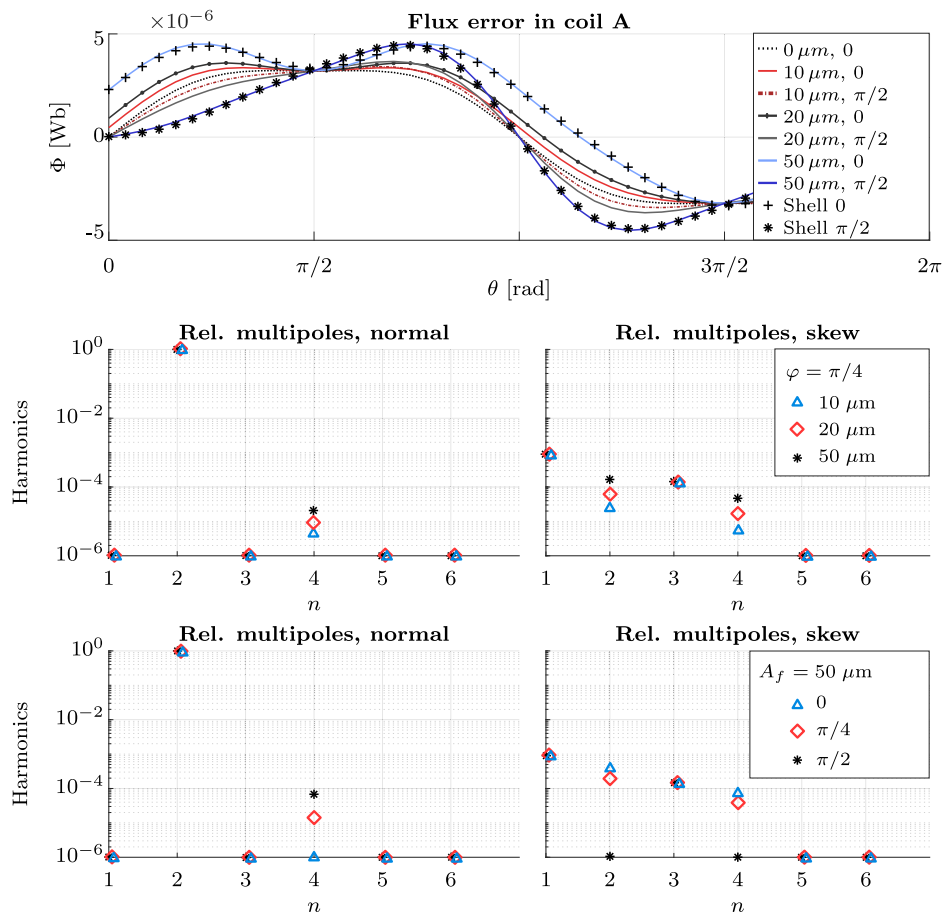 Flux error in coil A
×10⁻⁶
5
0
-5
Φ [Wb]
0 π/2 3π/2 2π
θ [rad]
0 μm, 0
10 μm, 0
10 μm, π/2
20 μm, 0
20 μm, π/2
50 μm, 0
50 μm, π/2
Shell 0
Shell π/2
Rel. multipoles, normal
10⁰
10⁻²
10⁻⁴
10⁻⁶
Harmonics
1 2 3 4 5 6
n
Rel. multipoles, skew
φ = π/4
10 μm
20 μm
50 μm
1 2 3 4 5 6
n
Rel. multipoles, normal
10⁰
10⁻²
10⁻⁴
10⁻⁶
Harmonics
1 2 3 4 5 6
n
Rel. multipoles, skew
A_f = 50 μm
0
π/4
π/2
1 2 3 4 5 6
n